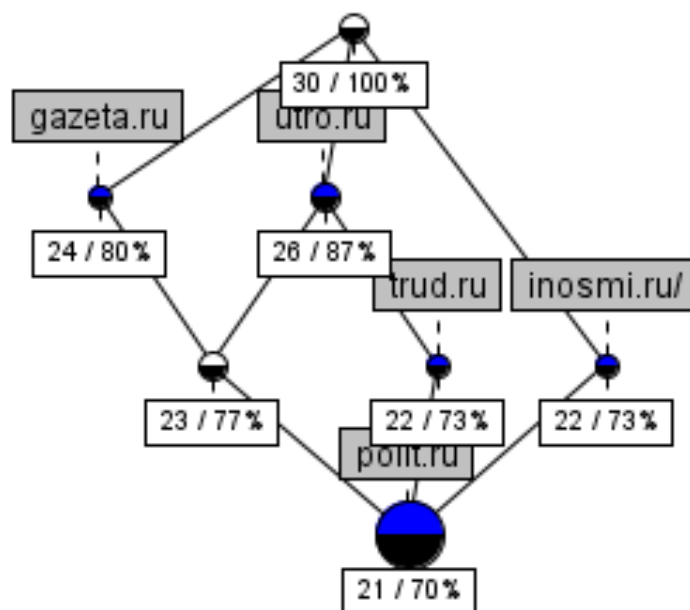 30 / 100%
gazeta.ru
utro.ru
24 / 80%
26 / 87%
trud.ru
inosmi.ru/
23 / 77%
22 / 73%
22 / 73%
polit.ru
21 / 70%